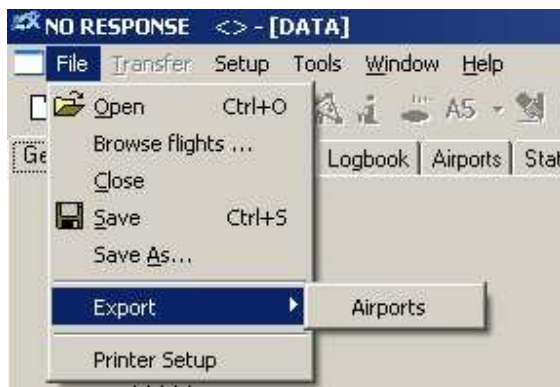 NO RESPONSE <> - [DATA]
File Transfer Setup Tools Window Help
A5
Open Ctrl+O
Browse flights ...
Close
Save Ctrl+S
Save As...
Export
Airports
Printer Setup
Ge
Logbook Airports Stat